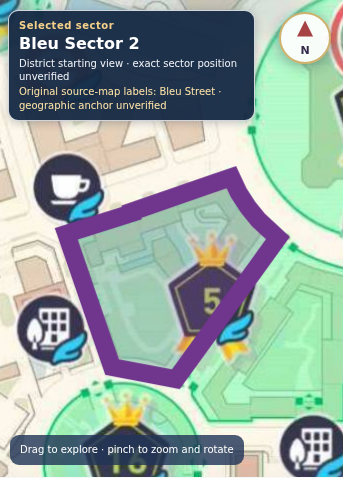 Selected sector
Bleu Sector 2
District starting view · exact sector position
unverified
Original source-map labels: Bleu Street ·
geographic anchor unverified
N
5
Drag to explore · pinch to zoom and rotate